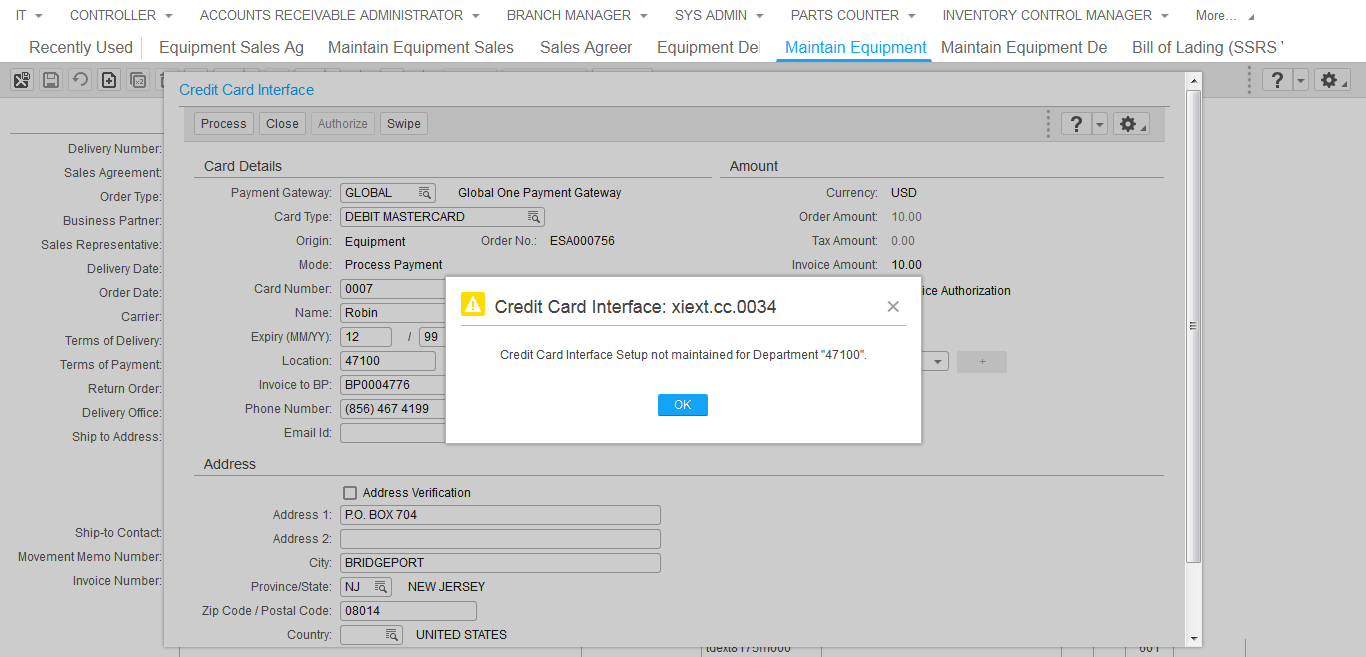 IT CONTROLLER ACCOUNTS RECEIVABLE ADMINISTRATOR BRANCH MANAGER SYS ADMIN PARTS COUNTER INVENTORY CONTROL MANAGER More...
Recently Used Equipment Sales Ag Maintain Equipment Sales Sales Agreer Equipment De Maintain Equipment Maintain Equipment De Bill of Lading (SSRS
Credit Card Interface
Process Close Authorize Swipe
Delivery Number:
Sales Agreement:
Order Type:
Business Partner:
Sales Representative:
Delivery Date:
Order Date:
Carrier:
Terms of Delivery:
Terms of Payment:
Return Order:
Delivery Office:
Ship to Address:
Ship-to Contact:
Movement Memo Number:
Invoice Number:
Card Details
Payment Gateway: GLOBAL Global One Payment Gateway
Card Type: DEBIT MASTERCARD
Origin: Equipment Order No.: ESA000756
Mode: Process Payment
Card Number: 0007
Name: Robin
Expiry (MM/YY): 12 / 99
Location: 47100
Invoice to BP: BP0004776
Phone Number: (856) 467 4199
Email Id:
Amount
Currency: USD
Order Amount: 10.00
Tax Amount: 0.00
Invoice Amount: 10.00
ice Authorization
+
Credit Card Interface: xiext.cc.0034
Credit Card Interface Setup not maintained for Department "47100".
OK
Address
Address Verification
Address 1: P.O. BOX 704
Address 2:
City: BRIDGEPORT
Province/State: NJ NEW JERSEY
Zip Code / Postal Code: 08014
Country: UNITED STATES